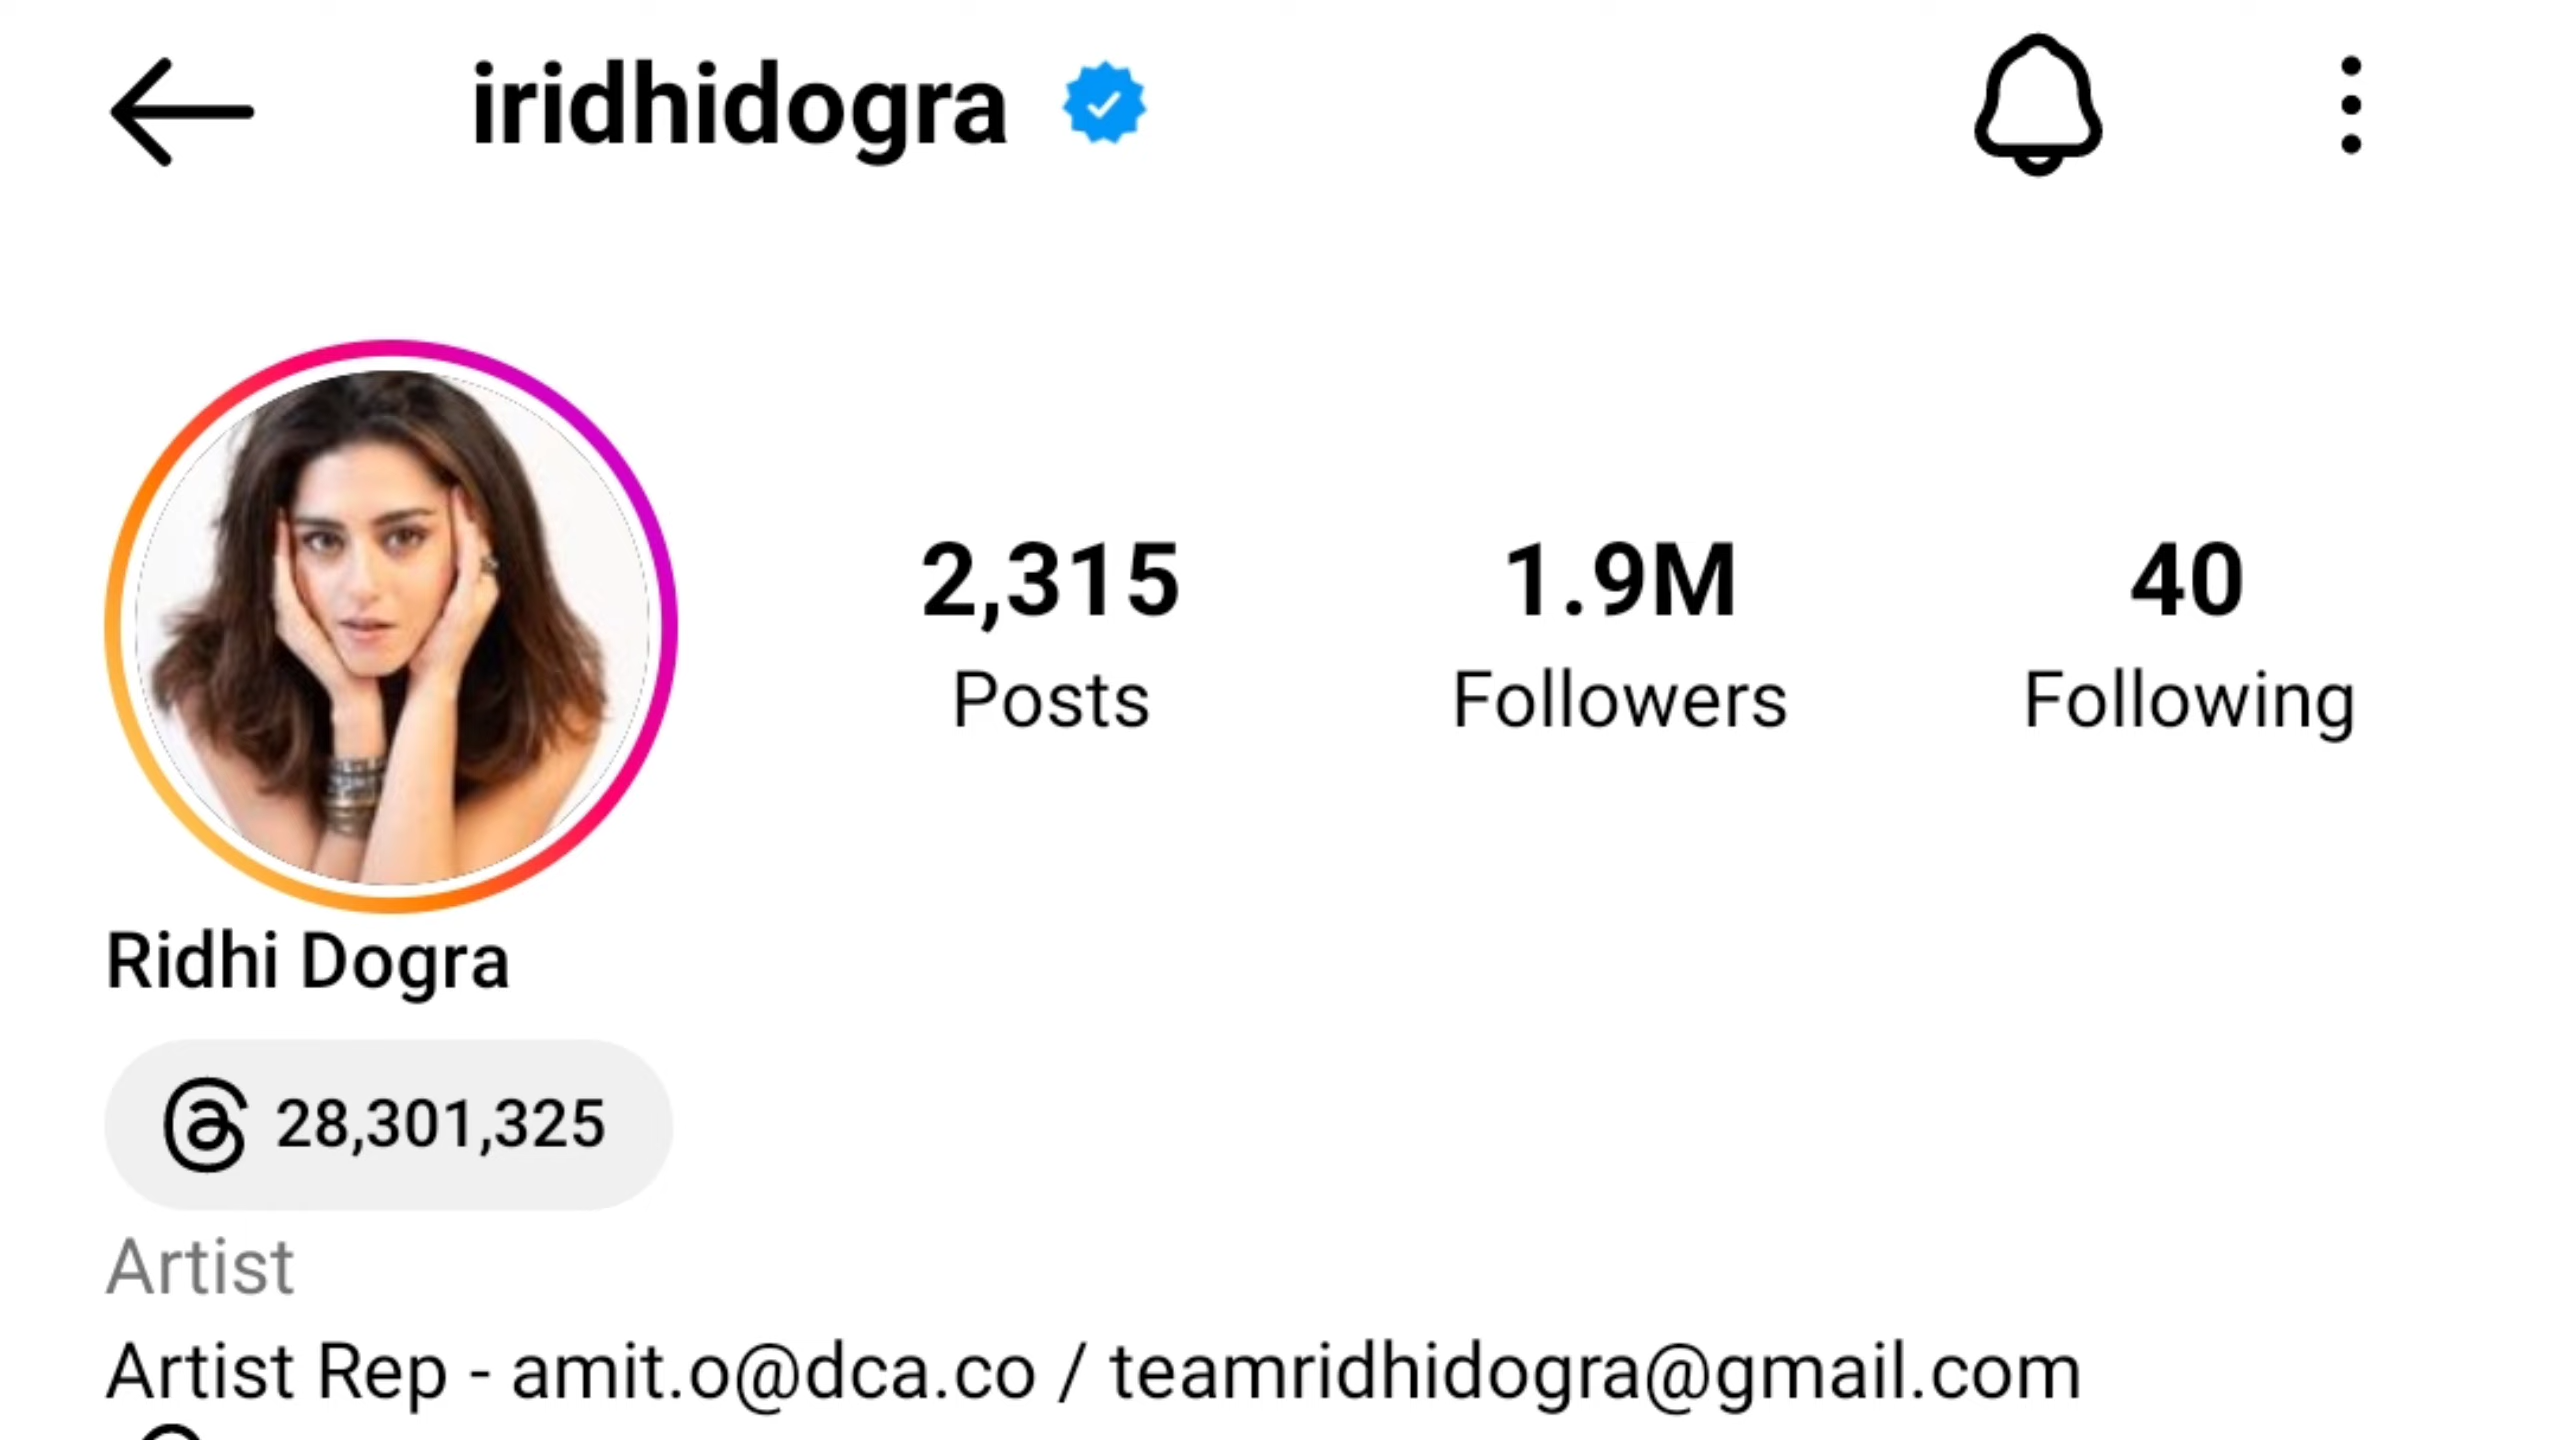 iridhidogra
2,315 1.9M 40
Posts Followers Following
Ridhi Dogra
28,301,325
Artist
Artist Rep - amit.o@dca.co / teamridhidogra@gmail.com